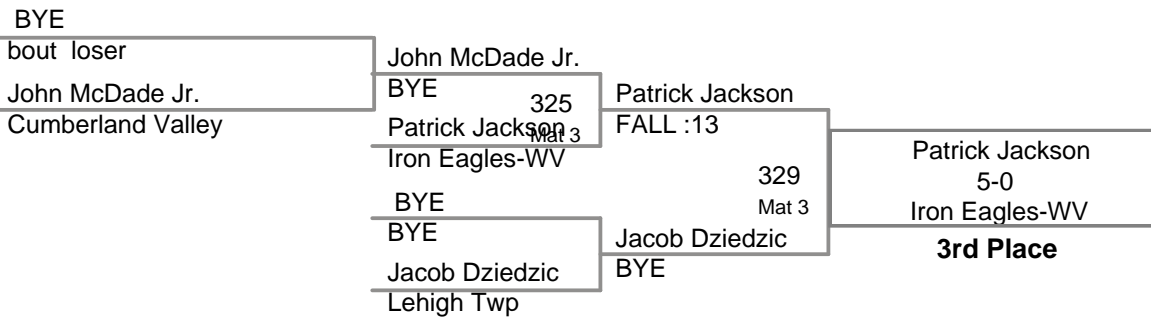 BYE
bout loser
John McDade Jr.
Cumberland Valley
John McDade Jr.
BYE
325
Mat 3
Patrick Jackson
Iron Eagles-WV
BYE
BYE
Jacob Dziedzic
Lehigh Twp
Patrick Jackson
FALL :13
329
Mat 3
Jacob Dziedzic
BYE
Patrick Jackson
5-0
Iron Eagles-WV
3rd Place